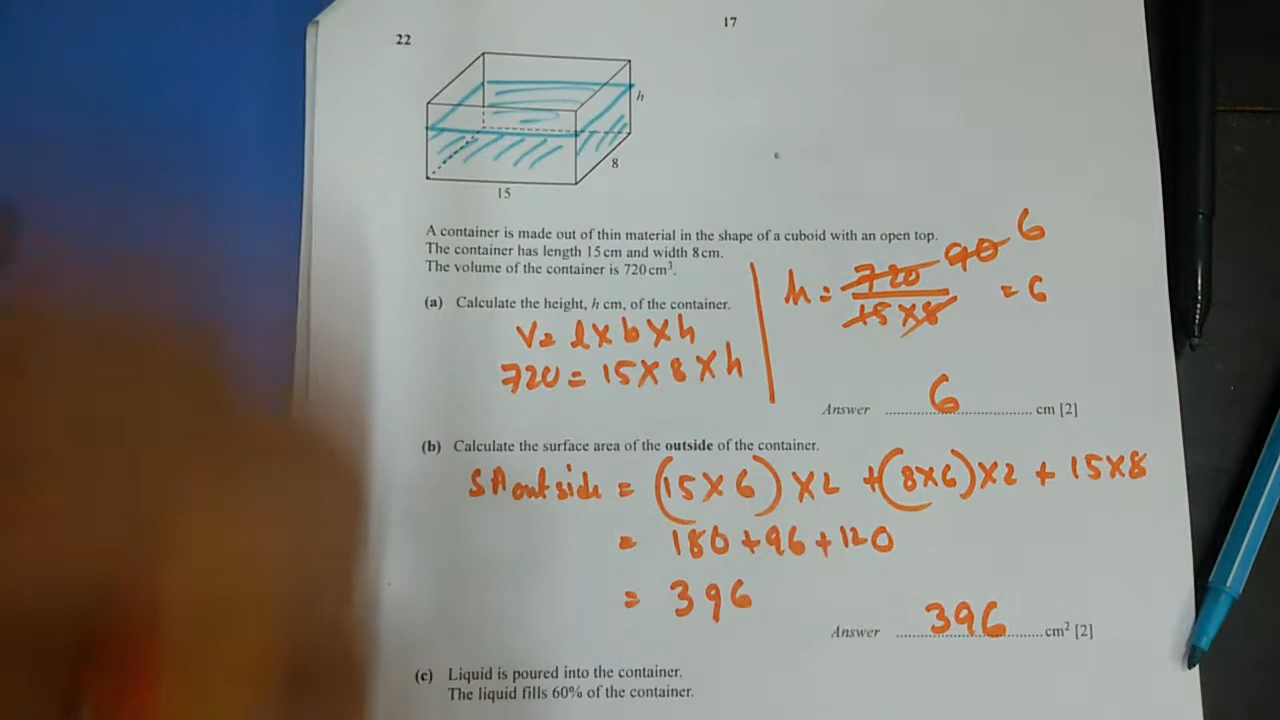 17
22
h
8
15
A container is made out of thin material in the shape of a cuboid with an open top.
The container has length 15 cm and width 8 cm.
The volume of the container is 720 cm³.
(a) Calculate the height, h cm, of the container.
V = l × b × h
720 = 15 × 8 × h
h = 720 90 6
15 × 8
= 6
Answer 6 cm [2]
(b) Calculate the surface area of the outside of the container.
SA outside = (15 × 6) × 2 + (8 × 6) × 2 + 15 × 8
= 180 + 96 + 120
= 396
Answer 396 cm² [2]
(c) Liquid is poured into the container.
The liquid fills 60% of the container.